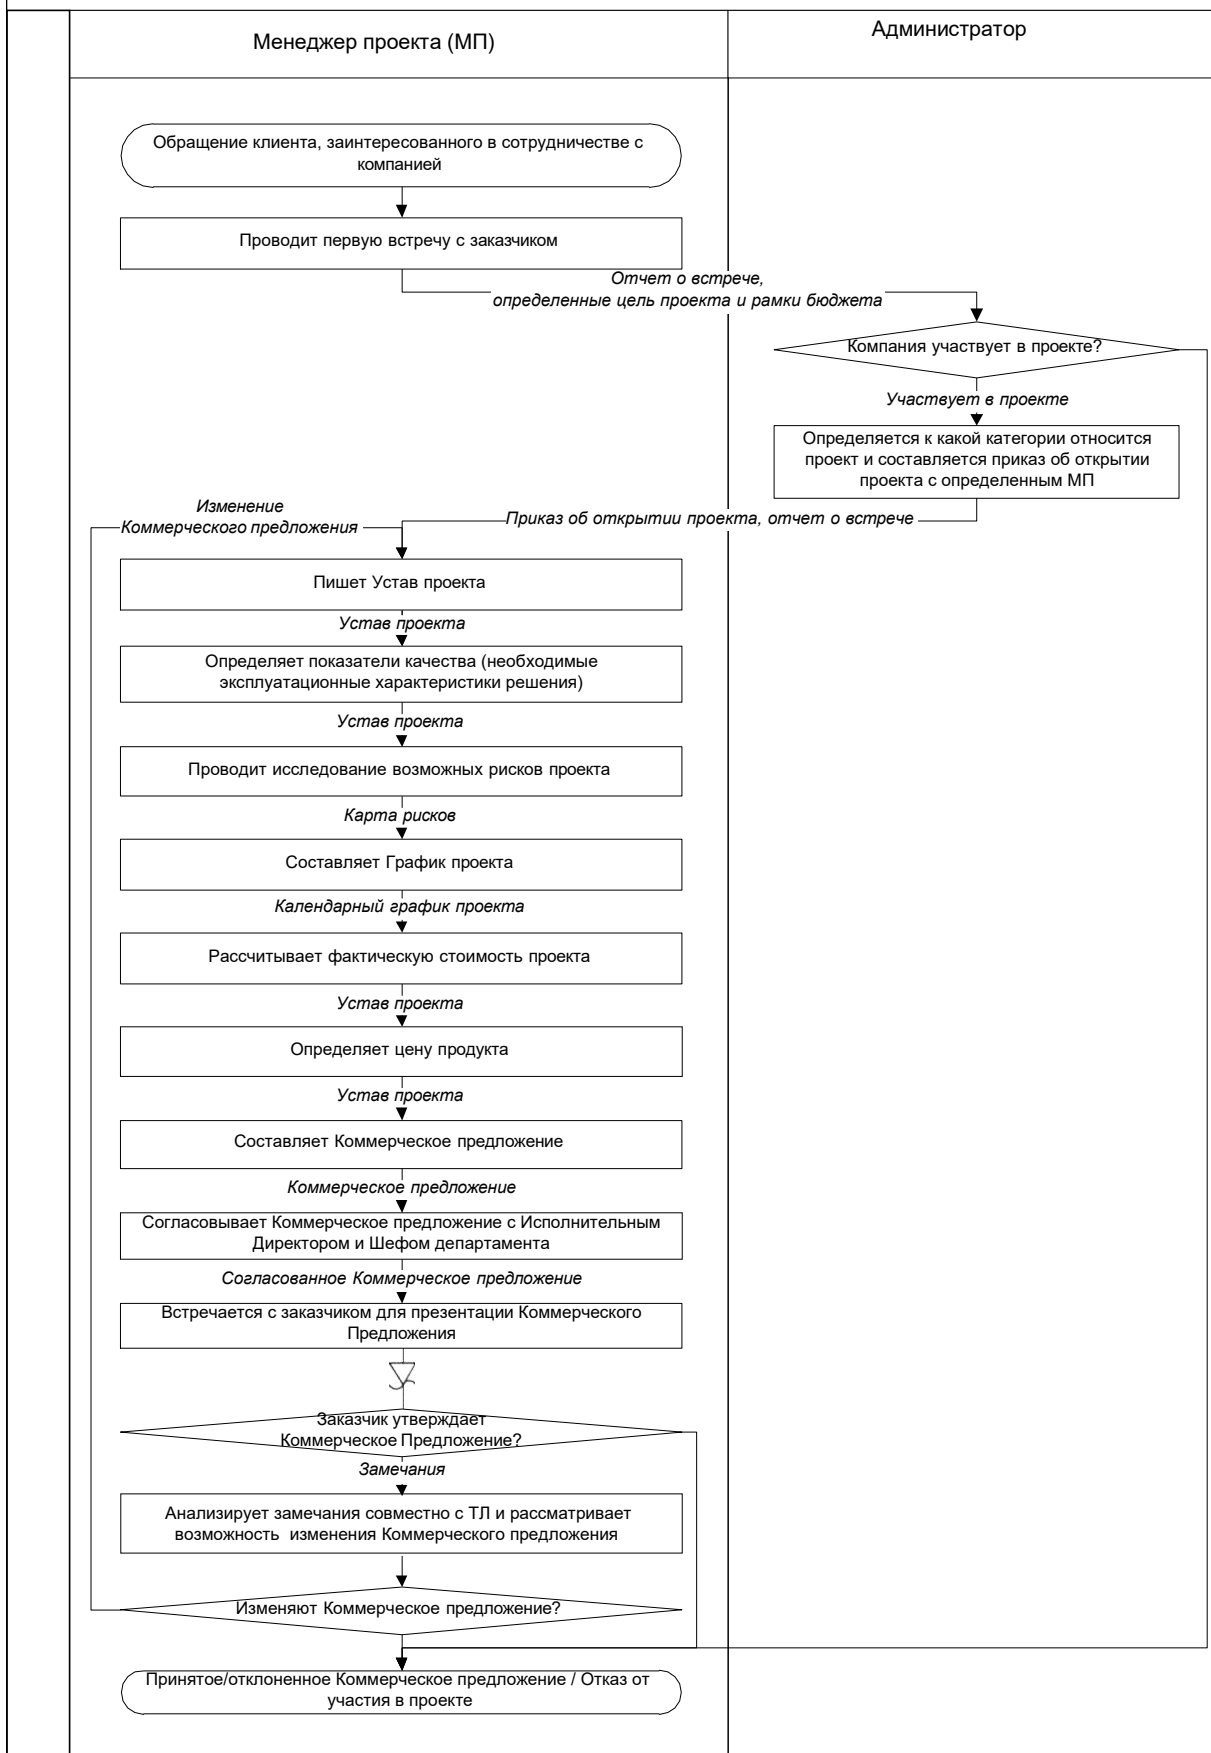 Менеджер проекта (МП)
Администратор
Обращение клиента, заинтересованного в сотрудничестве с
компанией
Проводит первую встречу с заказчиком
Отчет о встрече,
определенные цель проекта и рамки бюджета
Компания участвует в проекте?
Участвует в проекте
Определяется к какой категории относится
проект и составляется приказ об открытии
проекта с определенным МП
Изменение
Коммерческого предложения
Приказ об открытии проекта, отчет о встрече
Пишет Устав проекта
Устав проекта
Определяет показатели качества (необходимые
эксплуатационные характеристики решения)
Устав проекта
Проводит исследование возможных рисков проекта
Карта рисков
Составляет График проекта
Календарный график проекта
Рассчитывает фактическую стоимость проекта
Устав проекта
Определяет цену продукта
Устав проекта
Составляет Коммерческое предложение
Коммерческое предложение
Согласовывает Коммерческое предложение с Исполнительным
Директором и Шефом департамента
Согласованное Коммерческое предложение
Встречается с заказчиком для презентации Коммерческого
Предложения
Заказчик утверждает
Коммерческое Предложение?
Замечания
Анализирует замечания совместно с ТЛ и рассматривает
возможность изменения Коммерческого предложения
Изменяют Коммерческое предложение?
Принятое/отклоненное Коммерческое предложение / Отказ от
участия в проекте